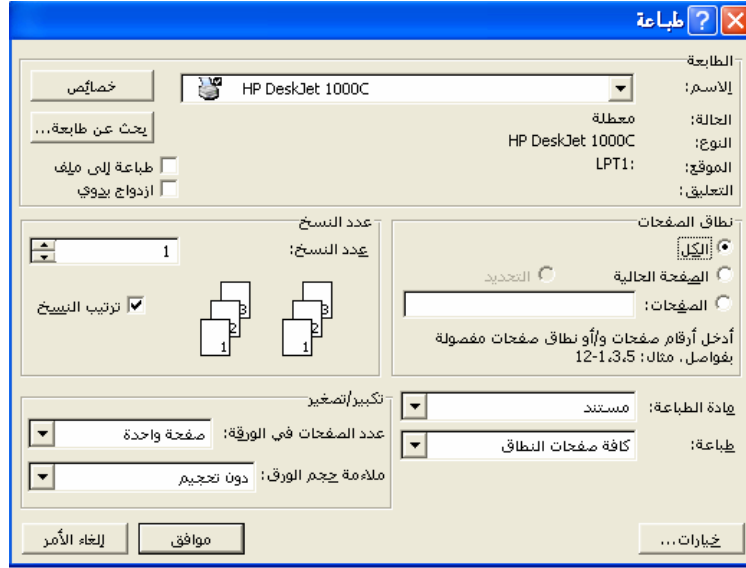 طباعة
الطابعة
الاسم: HP DeskJet 1000C خصائص
الحالة: معطلة
بحث عن طابعة...
النوع: HP DeskJet 1000C
الموقع: LPT1:
طباعة إلى ملف
التعليق:
ازدواج يدوي
نطاق الصفحات
الكل
الصفحة الحالية التحديد
الصفحات:
أدخل أرقام صفحات و/أو نطاق صفحات مفصولة
بفواصل. مثال: 1،3،5-12
عدد النسخ
عدد النسخ: 1
ترتيب النسخ
1 2 3 1 2 3
مادة الطباعة: مستند
طباعة: كافة صفحات النطاق
تكبير/تصغير
عدد الصفحات في الورقة: صفحة واحدة
ملاءمة حجم الورق: دون تحجيم
خيارات...
موافق
إلغاء الأمر